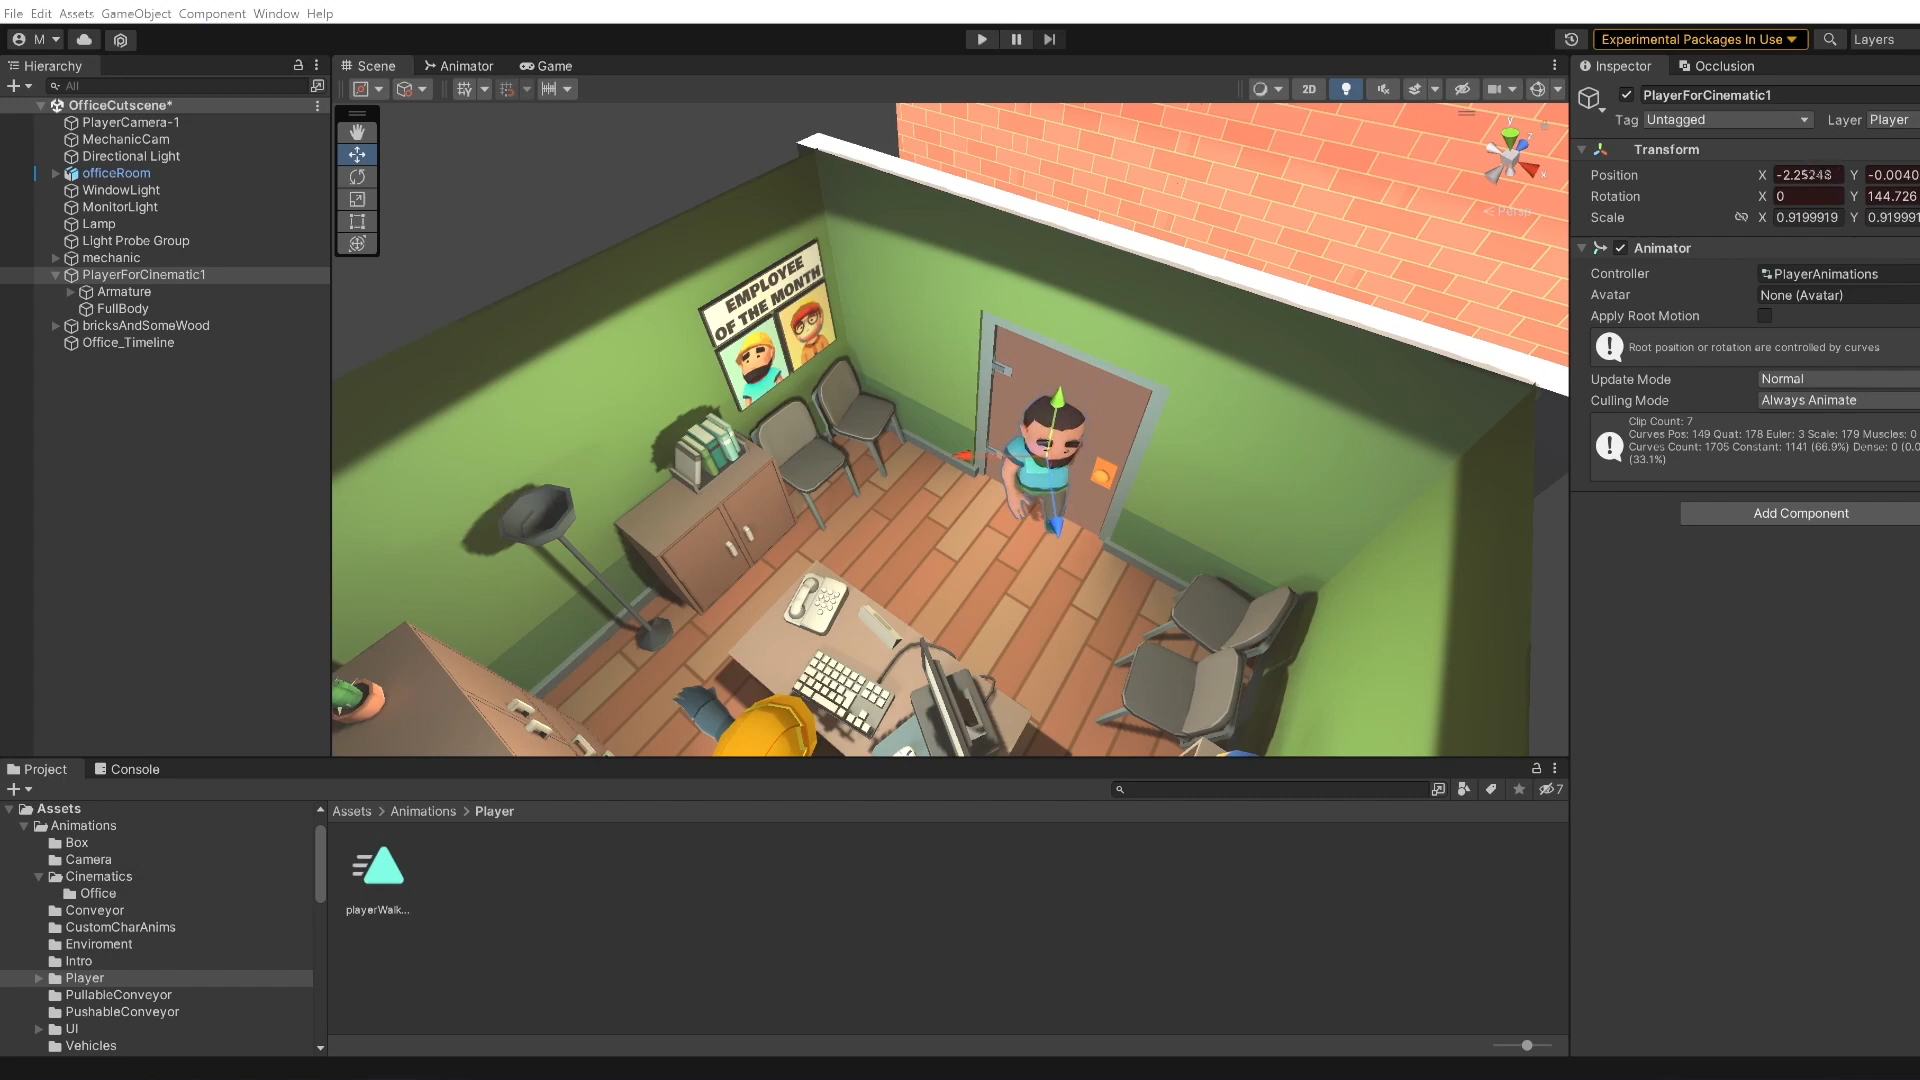 File Edit Assets GameObject Component Window Help
M
Experimental Packages In Use
Layers
Hierarchy
All
OfficeCutscene*
PlayerCamera-1
MechanicCam
Directional Light
officeRoom
WindowLight
MonitorLight
Lamp
Light Probe Group
mechanic
PlayerForCinematic1
Armature
FullBody
bricksAndSomeWood
Office_Timeline
Scene Animator Game
2D
y
z
x
< Persp
EMPLOYEE
OF THE MONTH
Inspector Occlusion
PlayerForCinematic1
Tag Untagged Layer Player
Transform
Position X -2.25248 Y -0.0040
Rotation X 0 Y 144.726
Scale X 0.9199919 Y 0.919991
Animator
Controller PlayerAnimations
Avatar None (Avatar)
Apply Root Motion
Root position or rotation are controlled by curves
Update Mode Normal
Culling Mode Always Animate
Clip Count: 7
Curves Pos: 149 Quat: 178 Euler: 3 Scale: 179 Muscles: 0
Curves Count: 1705 Constant: 1141 (66.9%) Dense: 0 (0.0
(33.1%)
Add Component
Project Console
7
Assets
Animations
Box
Camera
Cinematics
Office
Conveyor
CustomCharAnims
Enviroment
Intro
Player
PullableConveyor
PushableConveyor
UI
Vehicles
Assets > Animations > Player
playerWalk...